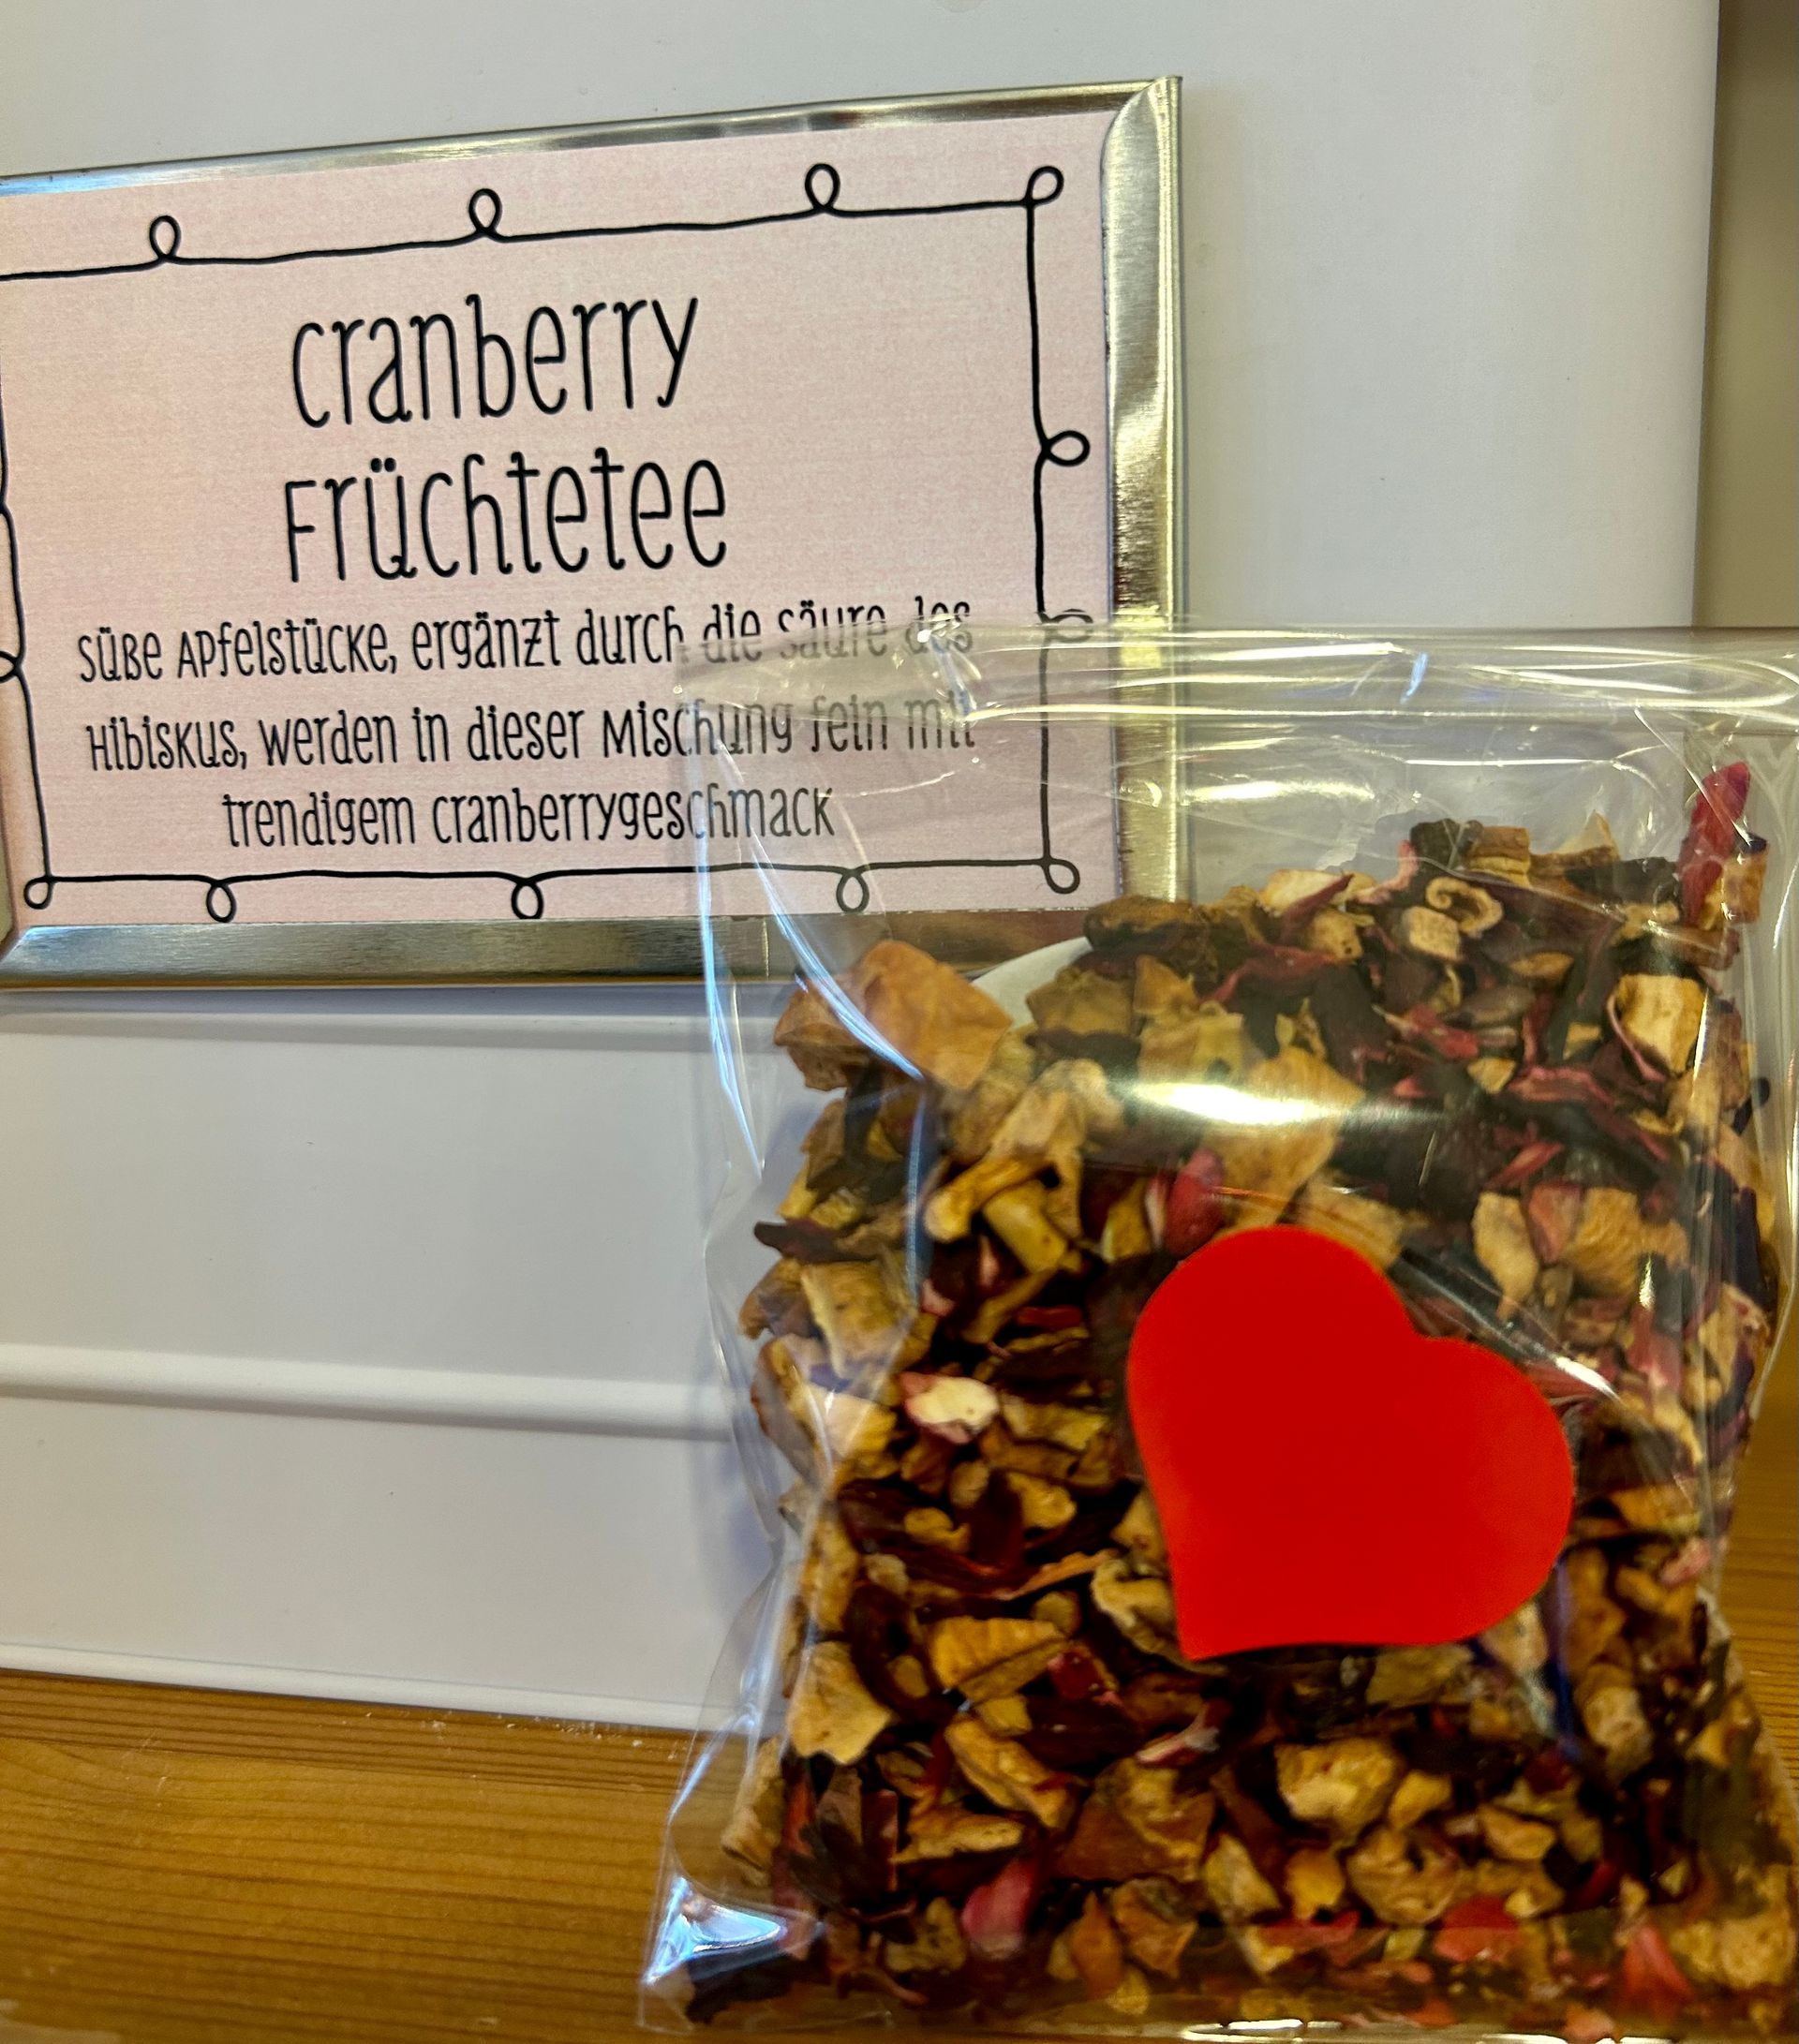 cranberry
Früchtetee
süße Apfelstücke, ergänzt durch die säure des
Hibiskus, werden in dieser Mischung fein mit
trendigem cranberrygeschmack